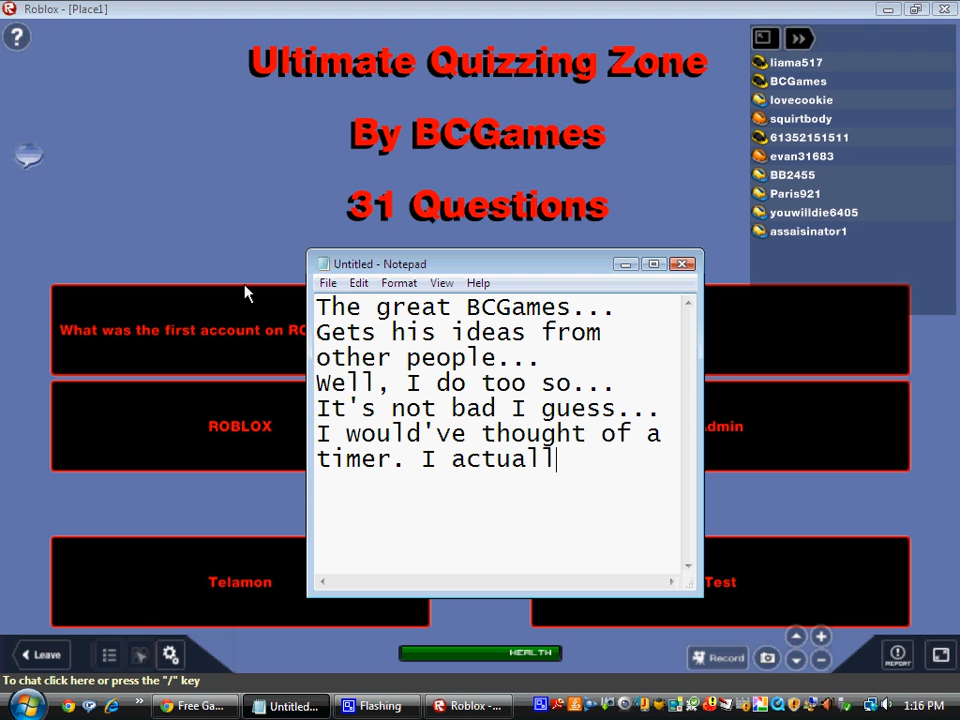 Roblox - [Place1]
?
Ultimate Quizzing Zone
By BCGames
31 Questions
liama517
BCGames
lovecookie
squirtbody
61352151511
evan31683
BB2455
Paris921
youwilldie6405
assaisinator1
What was the first account on RO
ROBLOX
Admin
Telamon
Test
Untitled - Notepad
File Edit Format View Help
The great BCGames...
Gets his ideas from
other people...
Well, I do too so...
It's not bad I guess...
I would've thought of a
timer. I actuall
Leave
HEALTH
Record
REPORT
To chat click here or press the "/" key
Free Ga...
Untitled...
Flashing
Roblox -...
1:16 PM